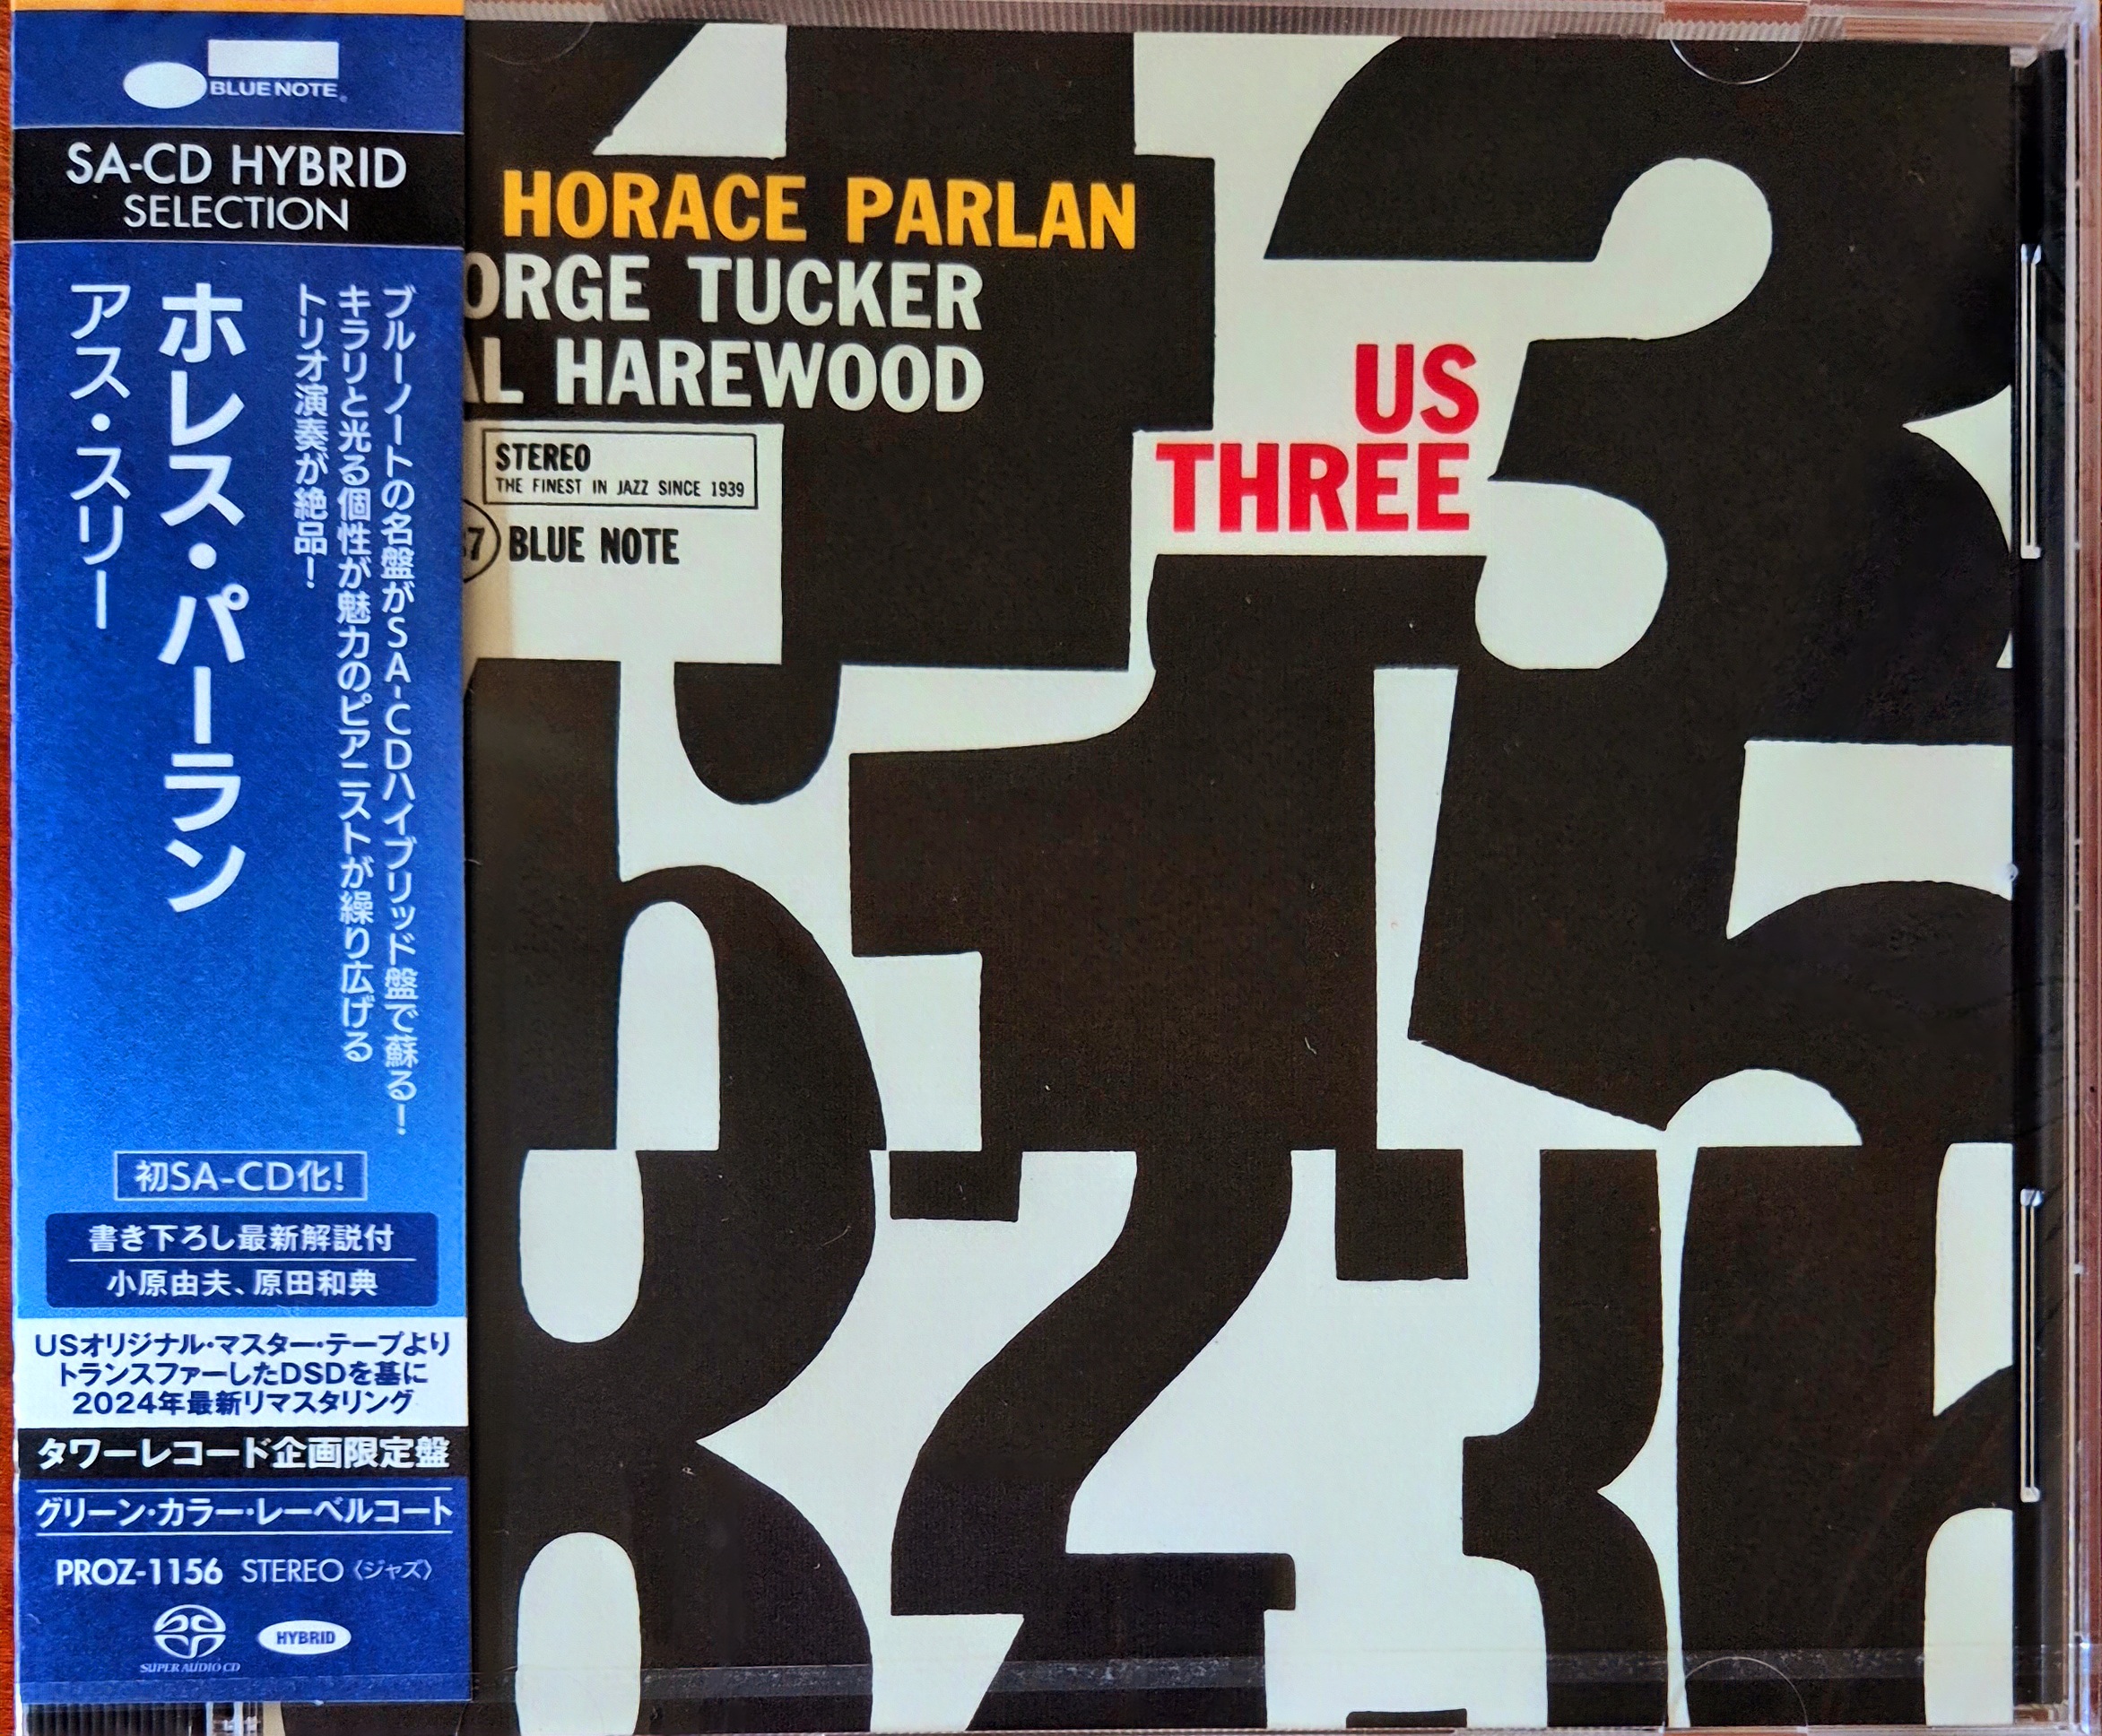 BLUE NOTE®
SA-CD HYBRID
SELECTION
ブルーノートの名盤がSA-CDハイブリッド盤で蘇る！
キラリと光る個性が魅力のピアニストが繰り広げる
トリオ演奏が絶品！
ホレス・パーラン
アス・スリー
初SA-CD化!
書き下ろし最新解説付
小原由夫、原田和典
USオリジナル・マスター・テープより
トランスファーしたDSDを基に
2024年最新リマスタリング
タワーレコード企画限定盤
グリーン・カラー・レーベルコート
PROZ-1156 STEREO〈ジャズ〉
SUPER AUDIO CD
HYBRID
HORACE PARLAN
ORGE TUCKER
AL HAREWOOD
STEREO
THE FINEST IN JAZZ SINCE 1939
37 BLUE NOTE
US
THREE